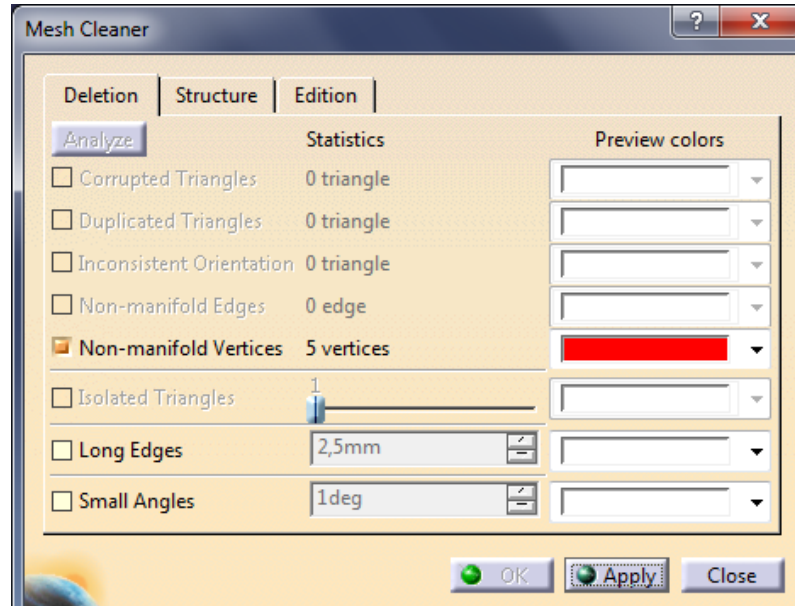 Mesh Cleaner
?
X
Deletion Structure Edition
Analyze Statistics Preview colors
Corrupted Triangles 0 triangle
Duplicated Triangles 0 triangle
Inconsistent Orientation 0 triangle
Non-manifold Edges 0 edge
Non-manifold Vertices 5 vertices
1
Isolated Triangles
Long Edges 2,5mm
Small Angles 1deg
OK Apply Close